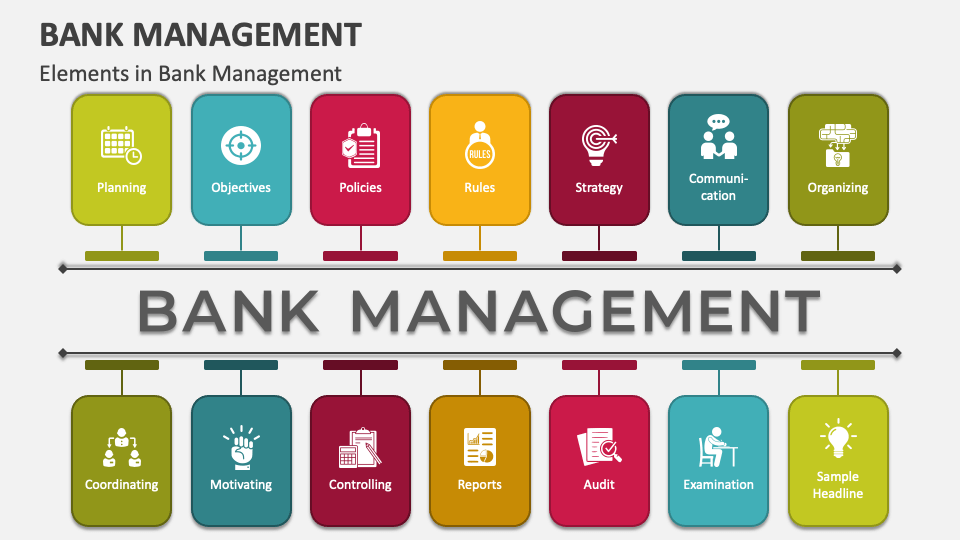 BANK MANAGEMENT
Elements in Bank Management
Planning
Objectives
Policies
RULES
Rules
Strategy
Communi-
cation
Organizing
BANK MANAGEMENT
Coordinating
Motivating
Controlling
Reports
Audit
Examination
Sample
Headline